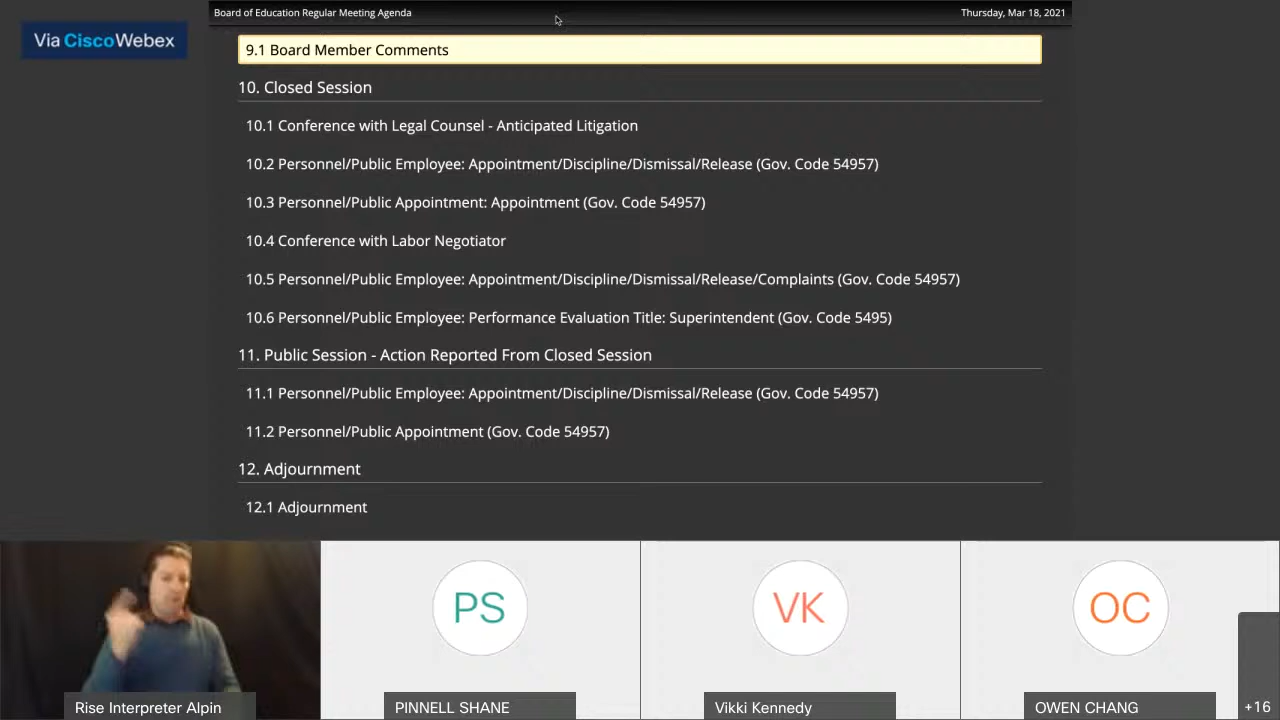 Board of Education Regular Meeting Agenda
Thursday, Mar 18, 2021
Via CiscoWebex
9.1 Board Member Comments
10. Closed Session
10.1 Conference with Legal Counsel - Anticipated Litigation
10.2 Personnel/Public Employee: Appointment/Discipline/Dismissal/Release (Gov. Code 54957)
10.3 Personnel/Public Appointment: Appointment (Gov. Code 54957)
10.4 Conference with Labor Negotiator
10.5 Personnel/Public Employee: Appointment/Discipline/Dismissal/Release/Complaints (Gov. Code 54957)
10.6 Personnel/Public Employee: Performance Evaluation Title: Superintendent (Gov. Code 5495)
11. Public Session - Action Reported From Closed Session
11.1 Personnel/Public Employee: Appointment/Discipline/Dismissal/Release (Gov. Code 54957)
11.2 Personnel/Public Appointment (Gov. Code 54957)
12. Adjournment
12.1 Adjournment
PS
VK
OC
Rise Interpreter Alpin
PINNELL SHANE
Vikki Kennedy
OWEN CHANG
+16